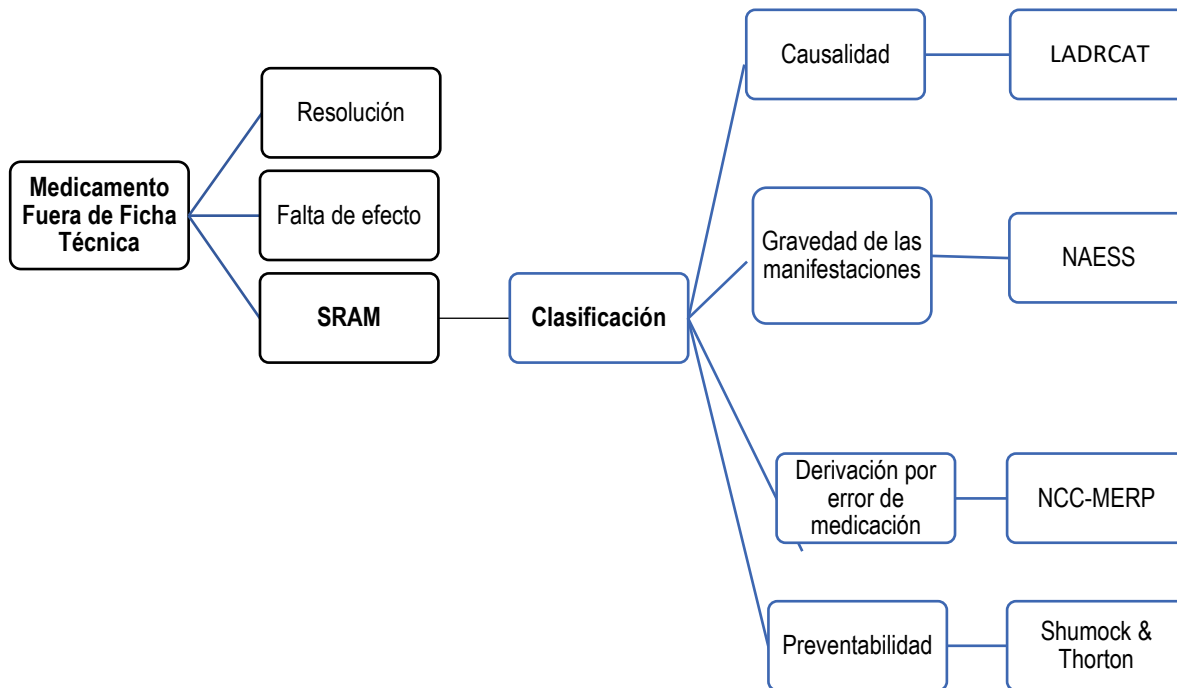 Medicamento
Fuera de Ficha
Técnica
Resolución
Falta de efecto
SRAM
Clasificación
Causalidad
LADRCAT
Gravedad de las
manifestaciones
NAESS
Derivación por
error de
medicación
NCC-MERP
Preventabilidad
Shumock &
Thorton